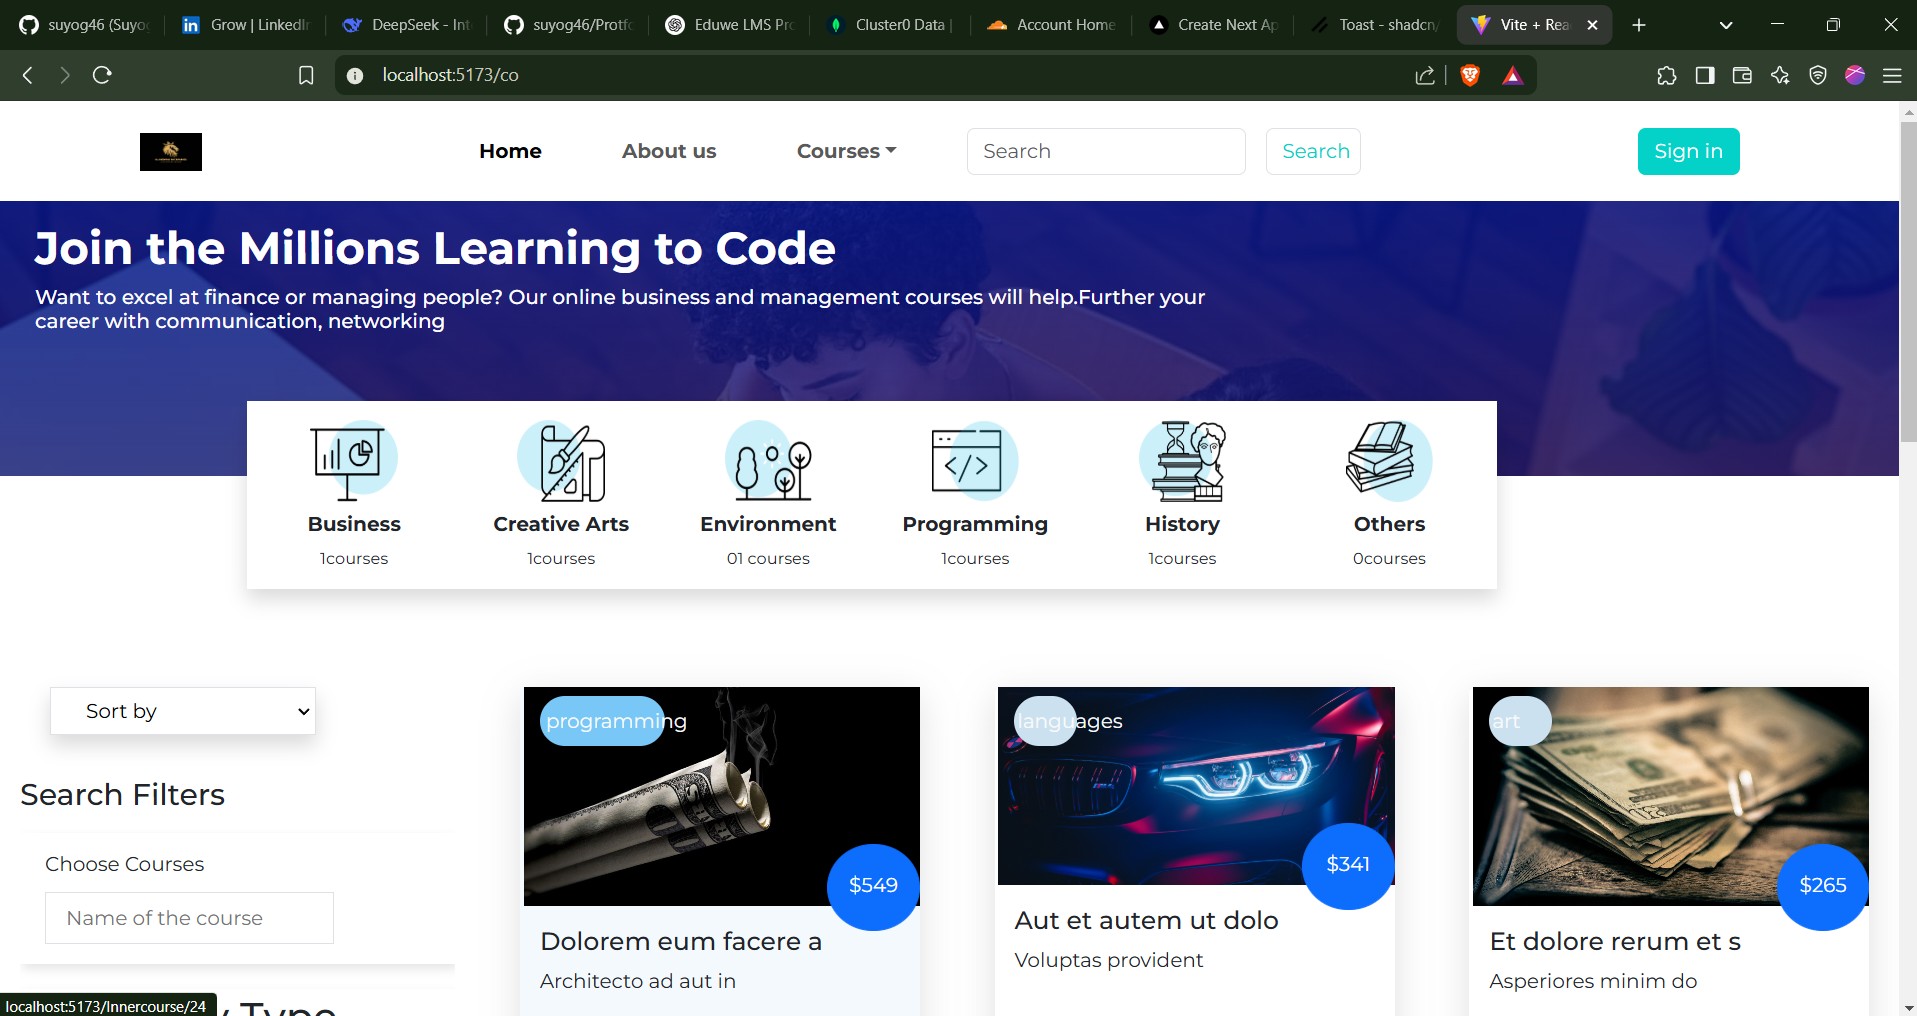 suyog46 (Suyog
Grow | LinkedIn
DeepSeek - Int
suyog46/Protfo
Eduwe LMS Pro
Cluster0 Data |
Account Home
Create Next Ap
Toast - shadcn/
Vite + Rea
localhost:5173/co
Home
About us
Courses
Search
Search
Sign in
Join the Millions Learning to Code
Want to excel at finance or managing people? Our online business and management courses will help.Further your
career with communication, networking
Business
1courses
Creative Arts
1courses
Environment
01 courses
Programming
1courses
History
1courses
Others
0courses
Sort by
Search Filters
Choose Courses
Name of the course
programming
$549
Dolorem eum facere a
Architecto ad aut in
languages
$341
Aut et autem ut dolo
Voluptas provident
art
$265
Et dolore rerum et s
Asperiores minim do
localhost:5173/Innercourse/24
Type